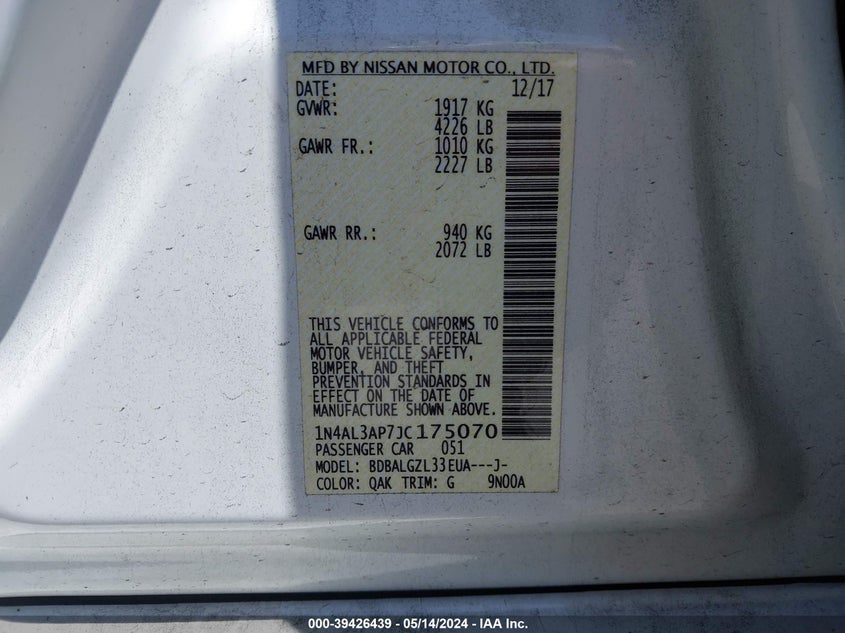 MFD BY NISSAN MOTOR CO., LTD.
DATE: 12/17
GVWR: 1917 KG
4226 LB
GAWR FR.: 1010 KG
2227 LB
GAWR RR.: 940 KG
2072 LB
THIS VEHICLE CONFORMS TO
ALL APPLICABLE FEDERAL
MOTOR VEHICLE SAFETY,
BUMPER, AND THEFT
PREVENTION STANDARDS IN
EFFECT ON THE DATE OF
MANUFACTURE SHOWN ABOVE.
1N4AL3AP7JC175070
PASSENGER CAR 051
MODEL: BDBALGZL33EUA---J-
COLOR: QAK TRIM: G 9N00A
000-39426439 - 05/14/2024 - IAA Inc.